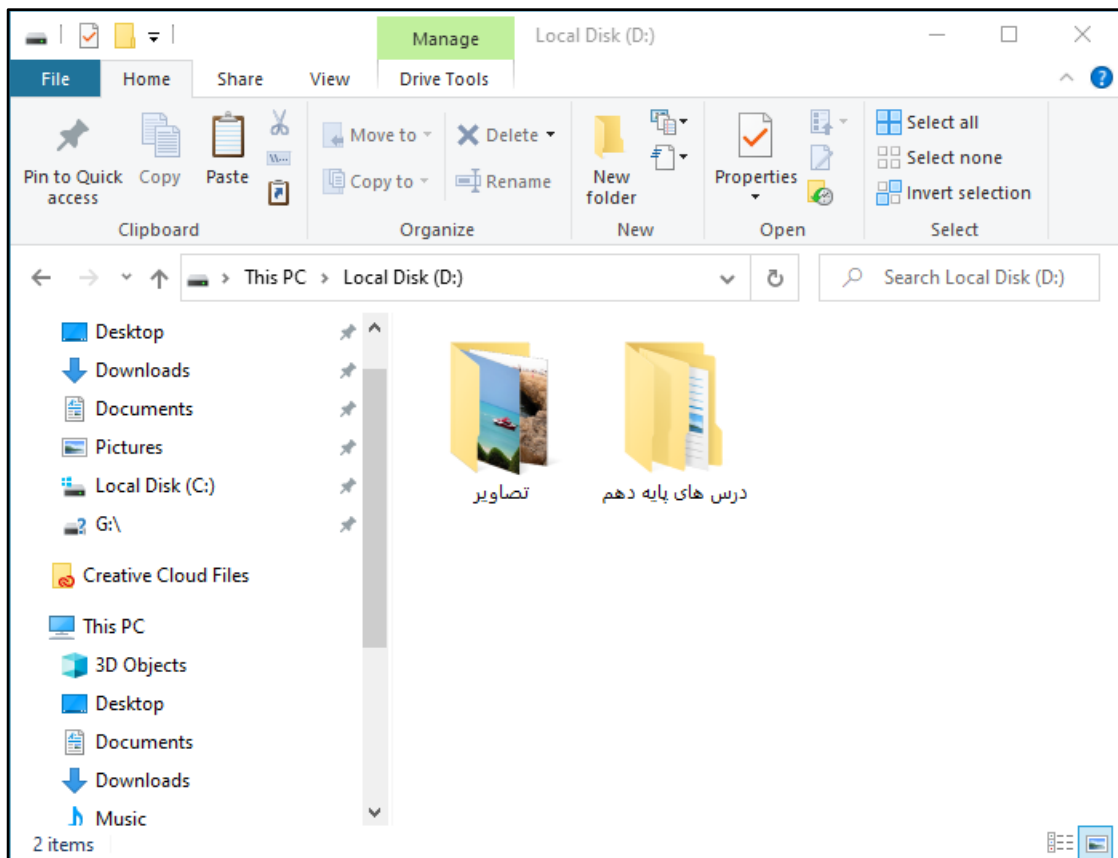 Manage
Local Disk (D:)
File
Home
Share
View
Drive Tools
Pin to Quick access
Copy
Paste
Clipboard
Move to
Copy to
Delete
Rename
Organize
New folder
New
Properties
Open
Select all
Select none
Invert selection
Select
This PC > Local Disk (D:)
Search Local Disk (D:)
Desktop
Downloads
Documents
Pictures
Local Disk (C:)
G:\
Creative Cloud Files
This PC
3D Objects
Desktop
Documents
Downloads
Music
تصاویر
درس های پایه دهم
2 items